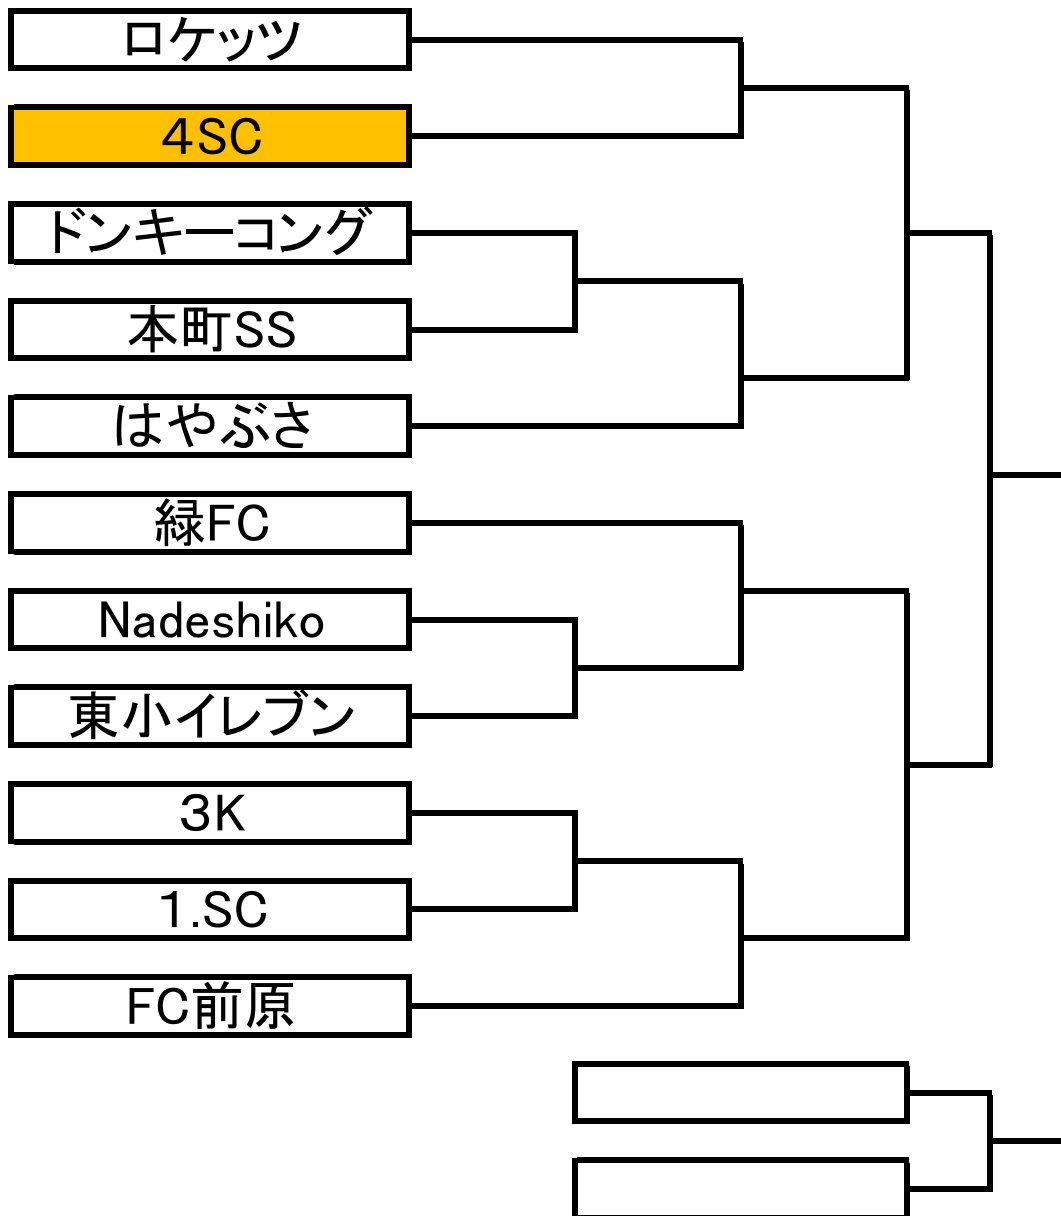 ロケッツ
４SC
ドンキーコング
本町SS
はやぶさ
緑FC
Nadeshiko
東小イレブン
３K
１.SC
FC前原